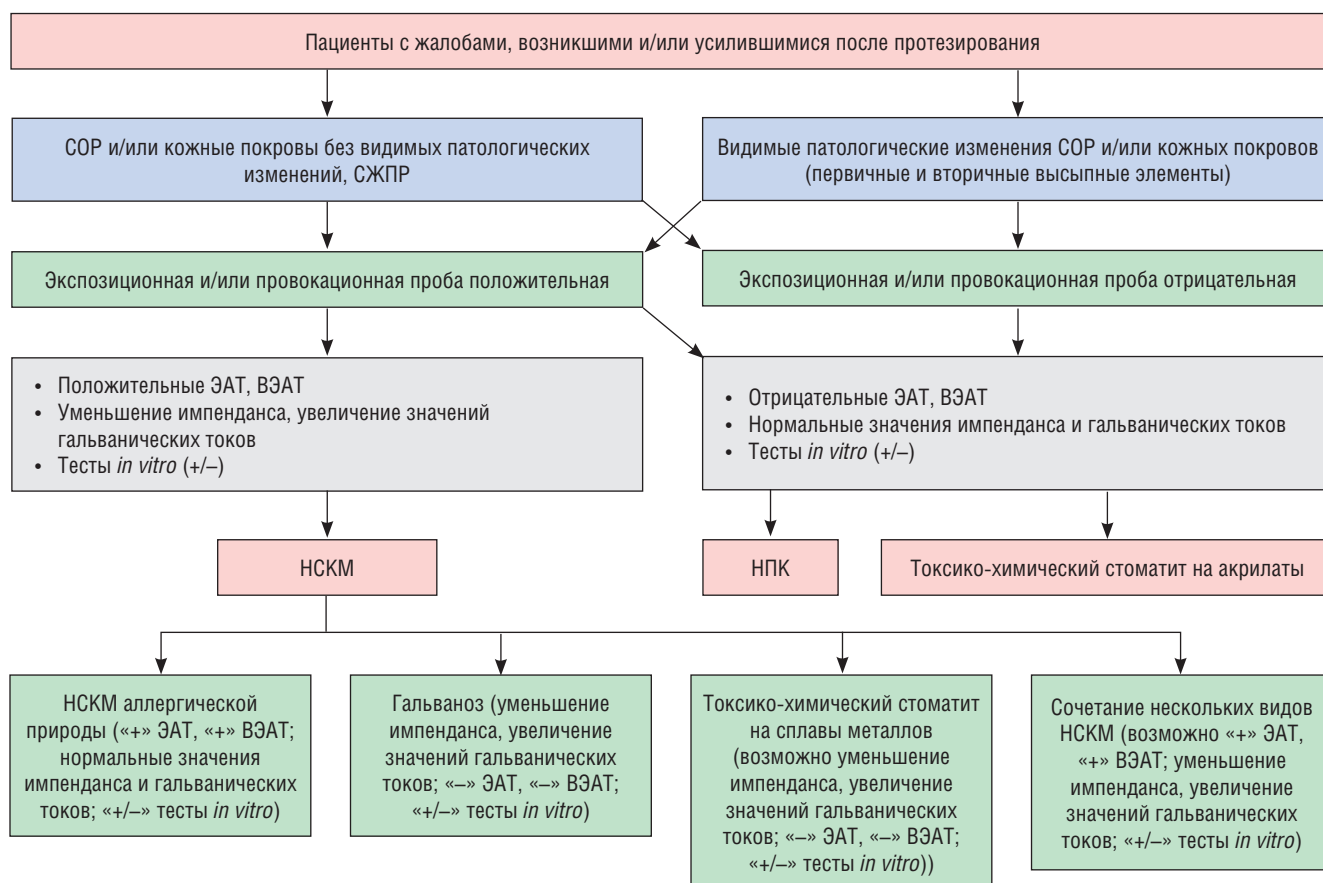 Пациенты с жалобами, возникшими и/или усилившимися после протезирования
СОР и/или кожные покровы без видимых патологических
изменений, СЖПР
Видимые патологические изменения СОР и/или кожных покровов
(первичные и вторичные высыпные элементы)
Экспозиционная и/или провокационная проба положительная
Экспозиционная и/или провокационная проба отрицательная
• Положительные ЭАТ, ВЭАТ
• Уменьшение импенданса, увеличение значений
гальванических токов
• Тесты in vitro (+/–)
• Отрицательные ЭАТ, ВЭАТ
• Нормальные значения импенданса и гальванических токов
• Тесты in vitro (+/–)
НСКМ
НПК
Токсико-химический стоматит на акрилаты
НСКМ аллергической
природы («+» ЭАТ, «+» ВЭАТ;
нормальные значения
импенданса и гальванических
токов; «+/–» тесты in vitro)
Гальваноз (уменьшение
импенданса, увеличение
значений гальванических
токов; «–» ЭАТ, «–» ВЭАТ;
«+/–» тесты in vitro)
Токсико-химический стоматит
на сплавы металлов
(возможно уменьшение
импенданса, увеличение
значений гальванических
токов; «–» ЭАТ, «–» ВЭАТ;
«+/–» тесты in vitro))
Сочетание нескольких видов
НСКМ (возможно «+» ЭАТ,
«+» ВЭАТ; уменьшение
импенданса, увеличение
значений гальванических
токов; «+/–» тесты in vitro)